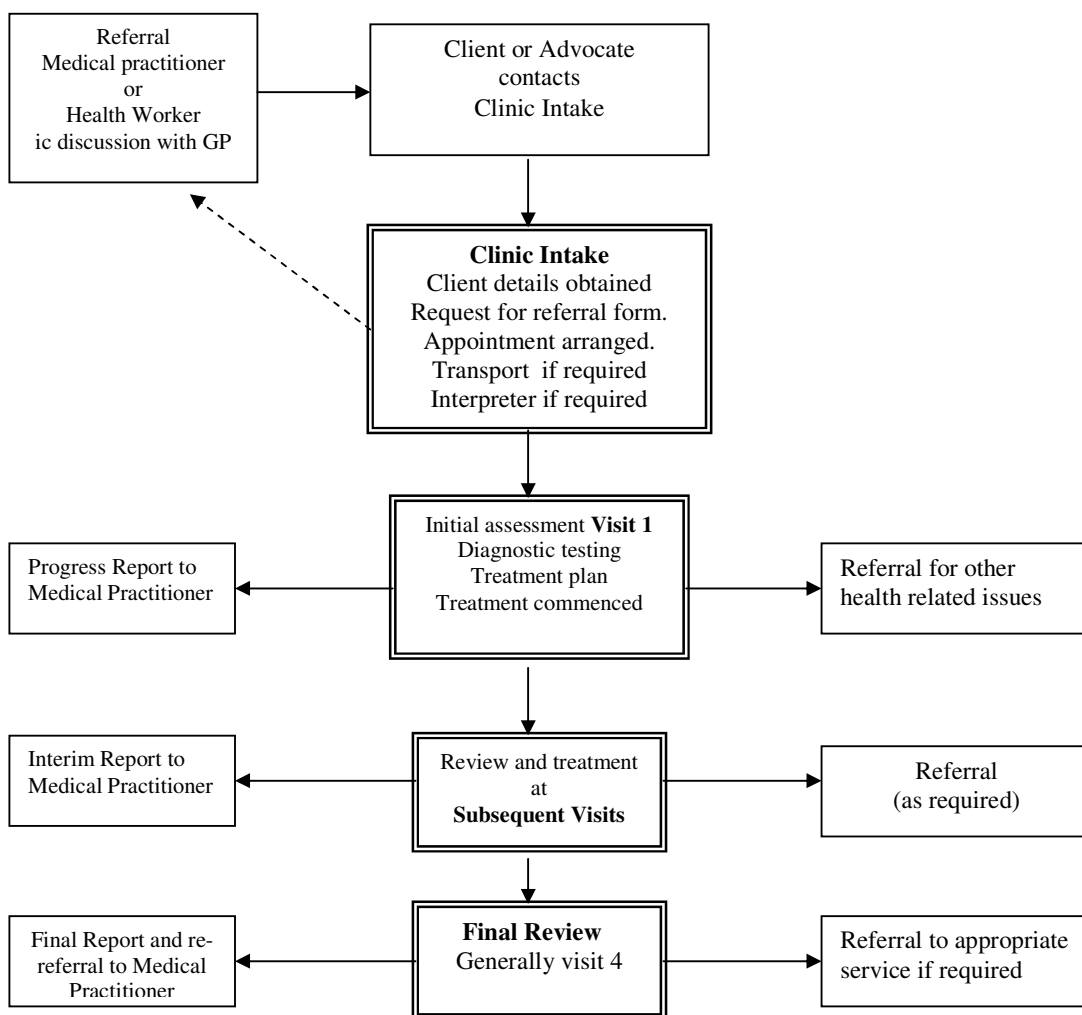 Referral
Medical practitioner
or
Health Worker
ic discussion with GP
Client or Advocate
contacts
Clinic Intake
Clinic Intake
Client details obtained
Request for referral form.
Appointment arranged.
Transport if required
Interpreter if required
Initial assessment Visit 1
Diagnostic testing
Treatment plan
Treatment commenced
Progress Report to
Medical Practitioner
Referral for other
health related issues
Review and treatment
at
Subsequent Visits
Interim Report to
Medical Practitioner
Referral
(as required)
Final Review
Generally visit 4
Final Report and re-
referral to Medical
Practitioner
Referral to appropriate
service if required